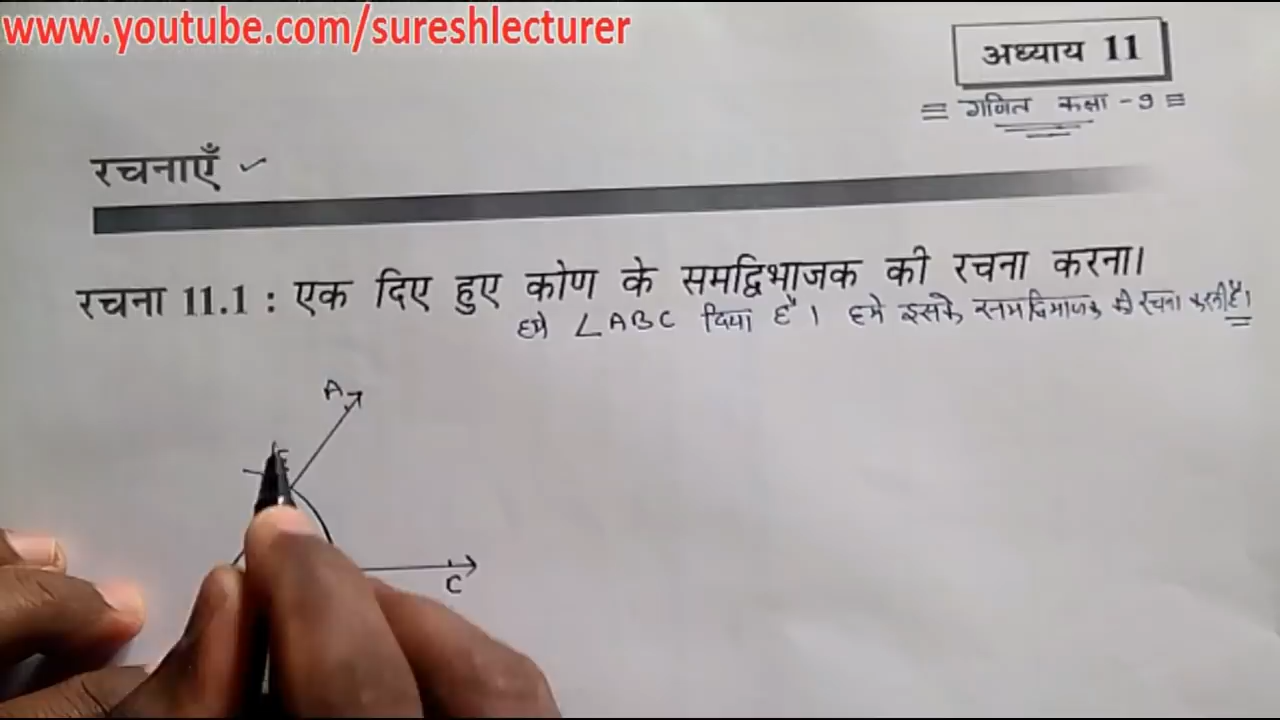 www.youtube.com/sureshlecturer
अध्याय 11
= गणित कक्षा - 9 =
रचनाएँ
रचना 11.1 : एक दिए हुए कोण के समद्विभाजक की रचना करना।
हमे ∠ABC दिया है। हमे इसके समद्विभाजक की रचना करनी है।
A
E
C